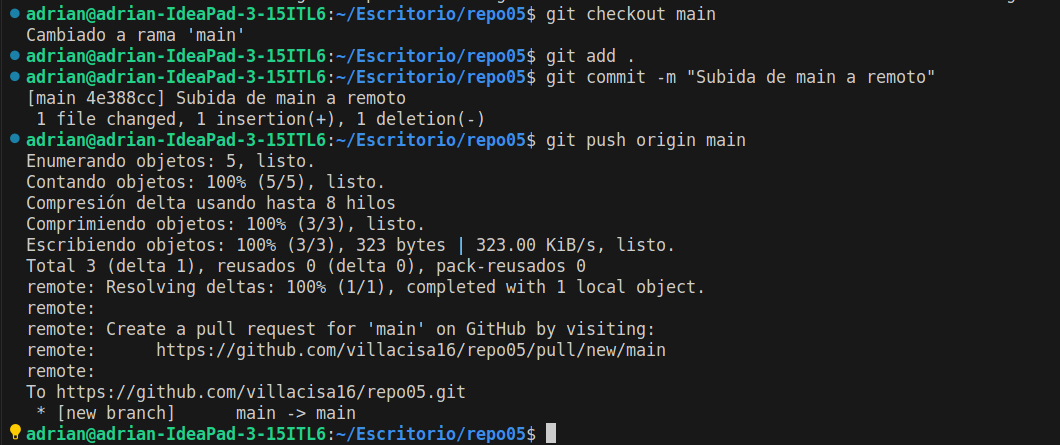 adrian@adrian-IdeaPad-3-15ITL6:~/Escritorio/repo05$ git checkout main
Cambiado a rama 'main'
adrian@adrian-IdeaPad-3-15ITL6:~/Escritorio/repo05$ git add .
adrian@adrian-IdeaPad-3-15ITL6:~/Escritorio/repo05$ git commit -m "Subida de main a remoto"
[main 4e388cc] Subida de main a remoto
 1 file changed, 1 insertion(+), 1 deletion(-)
adrian@adrian-IdeaPad-3-15ITL6:~/Escritorio/repo05$ git push origin main
Enumerando objetos: 5, listo.
Contando objetos: 100% (5/5), listo.
Compresión delta usando hasta 8 hilos
Comprimiendo objetos: 100% (3/3), listo.
Escribiendo objetos: 100% (3/3), 323 bytes | 323.00 KiB/s, listo.
Total 3 (delta 1), reusados 0 (delta 0), pack-reusados 0
remote: Resolving deltas: 100% (1/1), completed with 1 local object.
remote:
remote: Create a pull request for 'main' on GitHub by visiting:
remote:      https://github.com/villacisa16/repo05/pull/new/main
remote:
To https://github.com/villacisa16/repo05.git
 * [new branch]      main -> main
adrian@adrian-IdeaPad-3-15ITL6:~/Escritorio/repo05$